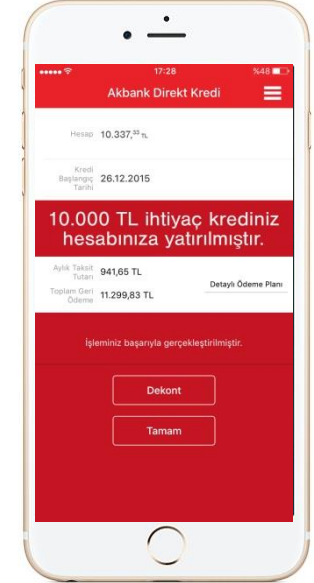 17:28
%48
Akbank Direkt Kredi
Hesap 10.337,³³ TL
Kredi
Başlangıç 26.12.2015
Tarihi
10.000 TL ihtiyaç krediniz
hesabınıza yatırılmıştır.
Aylık Taksit
Tutarı
941,65 TL
Detaylı Ödeme Planı
Toplam Geri
Ödeme
11.299,83 TL
İşleminiz başarıyla gerçekleştirilmiştir.
Dekont
Tamam